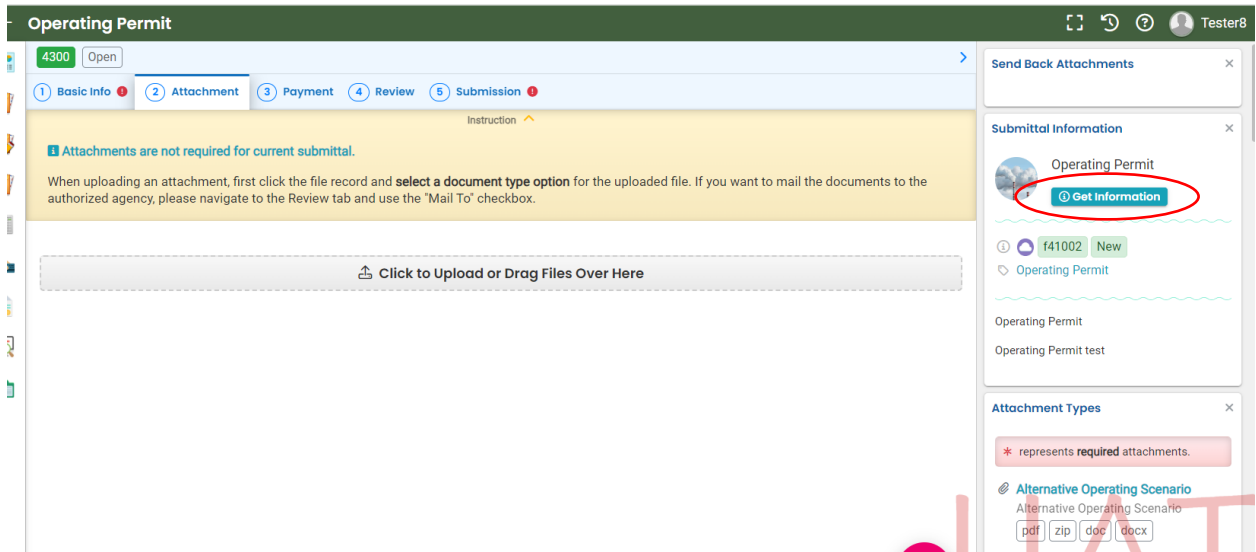 Operating Permit
Tester8
4300 Open
1 Basic Info 2 Attachment 3 Payment 4 Review 5 Submission
Instruction
Attachments are not required for current submittal.
When uploading an attachment, first click the file record and select a document type option for the uploaded file. If you want to mail the documents to the
authorized agency, please navigate to the Review tab and use the "Mail To" checkbox.
Click to Upload or Drag Files Over Here
Send Back Attachments
Submittal Information
Operating Permit
Get Information
f41002 New
Operating Permit
Operating Permit
Operating Permit test
Attachment Types
* represents required attachments.
Alternative Operating Scenario
Alternative Operating Scenario
pdf zip doc docx
UAT